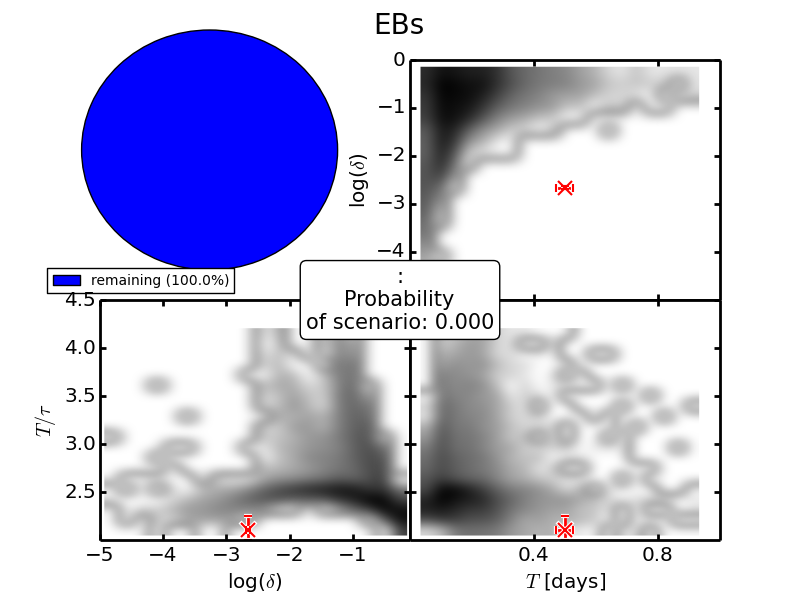 EBs
0
−1
−2
−3
−4
log(δ)
remaining (100.0%)
:
Probability
of scenario: 0.000
4.5
4.0
3.5
3.0
2.5
T/τ
−5 −4 −3 −2 −1
log(δ)
0.4 0.8
T [days]